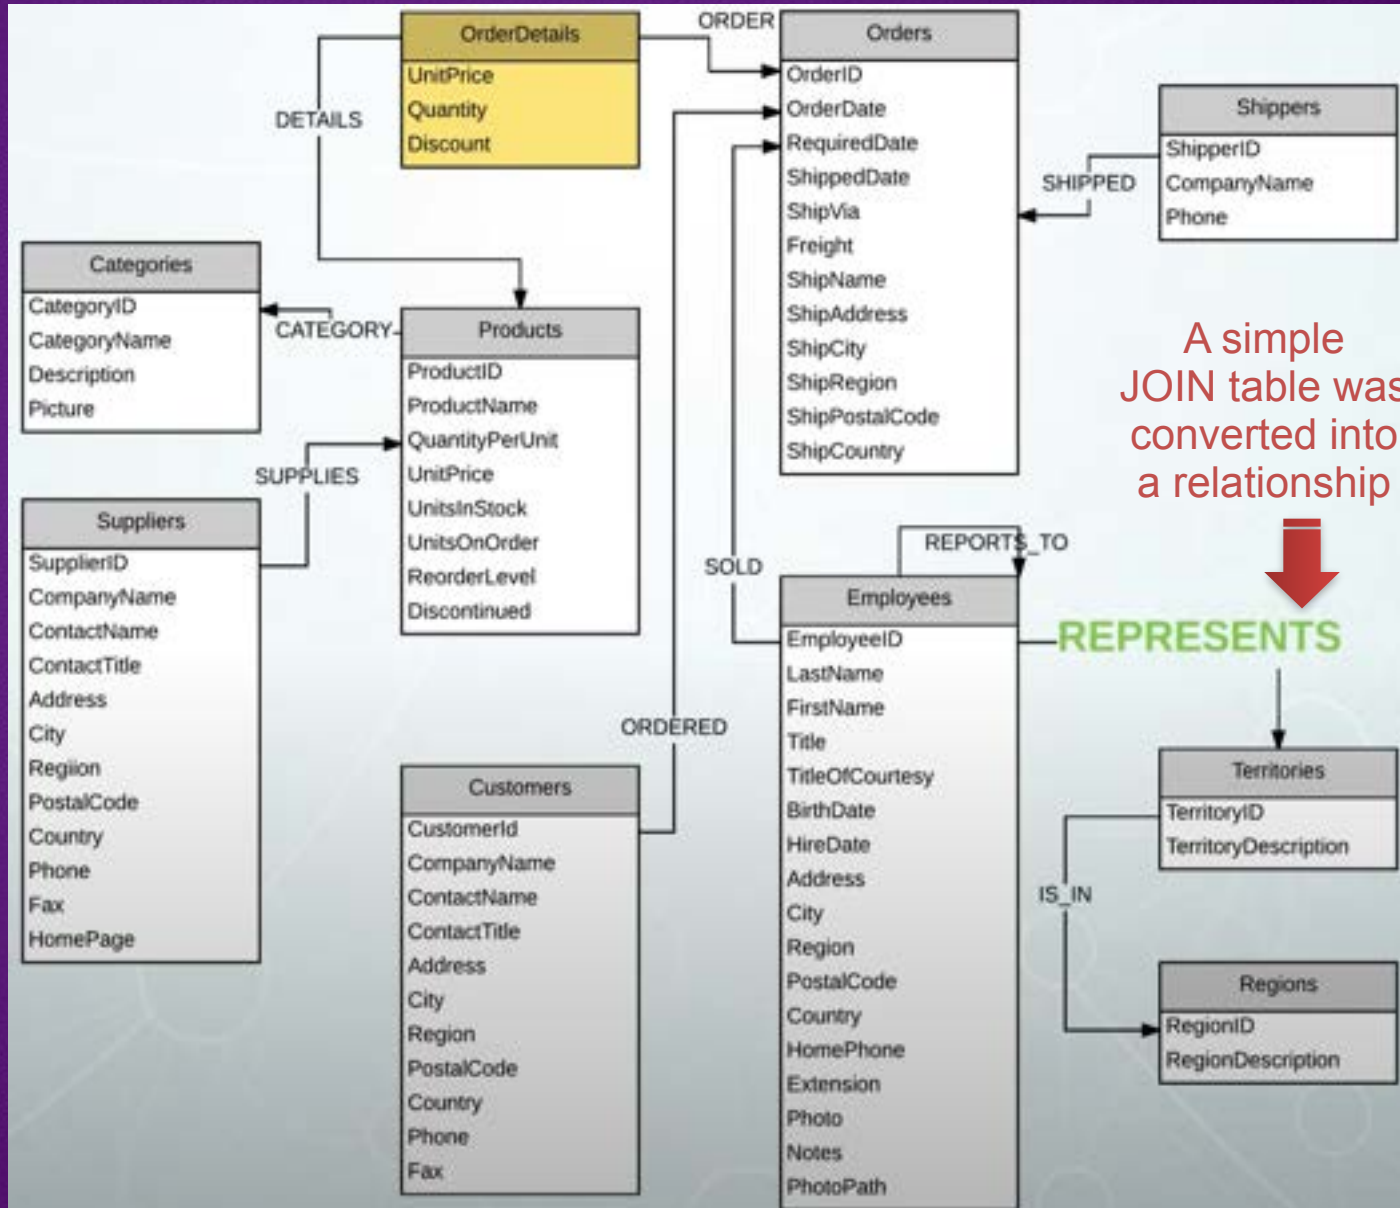 OrderDetails
UnitPrice
Quantity
Discount
ORDER
Orders
OrderID
OrderDate
RequiredDate
ShippedDate
ShipVia
Freight
ShipName
ShipAddress
ShipCity
ShipRegion
ShipPostalCode
ShipCountry
Shippers
ShipperID
CompanyName
Phone
SHIPPED
DETAILS
Categories
CategoryID
CategoryName
Description
Picture
CATEGORY
Products
ProductID
ProductName
QuantityPerUnit
UnitPrice
UnitsInStock
UnitsOnOrder
ReorderLevel
Discontinued
A simple
JOIN table was
converted into
a relationship
SUPPLIES
Suppliers
SupplierID
CompanyName
ContactName
ContactTitle
Address
City
Regiion
PostalCode
Country
Phone
Fax
HomePage
SOLD
REPORTS_TO
Employees
EmployeeID
LastName
FirstName
Title
TitleOfCourtesy
BirthDate
HireDate
Address
City
Region
PostalCode
Country
HomePhone
Extension
Photo
Notes
PhotoPath
REPRESENTS
ORDERED
Customers
CustomerId
CompanyName
ContactName
ContactTitle
Address
City
Region
PostalCode
Country
Phone
Fax
Territories
TerritoryID
TerritoryDescription
IS_IN
Regions
RegionID
RegionDescription